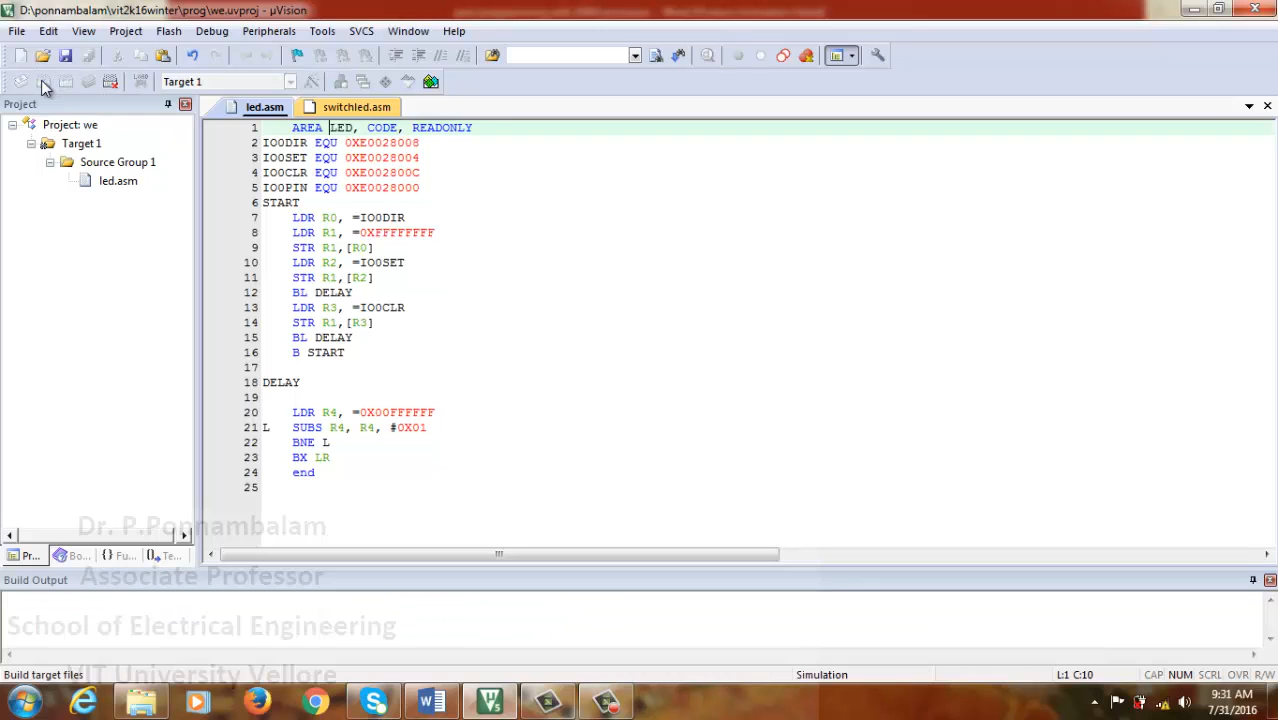 D:\ponnambalam\vit2k16winter\prog\we.uvproj - µVision
File Edit View Project Flash Debug Peripherals Tools SVCS Window Help
Target 1
Project
led.asm switchled.asm
Project: we
Target 1
Source Group 1
led.asm
1 AREA LED, CODE, READONLY
2 IO0DIR EQU 0XE0028008
3 IO0SET EQU 0XE0028004
4 IO0CLR EQU 0XE002800C
5 IO0PIN EQU 0XE0028000
6 START
7 LDR R0, =IO0DIR
8 LDR R1, =0XFFFFFFFF
9 STR R1,[R0]
10 LDR R2, =IO0SET
11 STR R1,[R2]
12 BL DELAY
13 LDR R3, =IO0CLR
14 STR R1,[R3]
15 BL DELAY
16 B START
17
18 DELAY
19
20 LDR R4, =0X00FFFFFF
21 L SUBS R4, R4, #0X01
22 BNE L
23 BX LR
24 end
25
Dr. P.Ponnambalam
Pr... Bo... {} Fu... Te...
Build Output
Associate Professor
School of Electrical Engineering
VIT University Vellore
Build target files Simulation L:1 C:10 CAP NUM SCRL OVR R/W
9:31 AM
7/31/2016